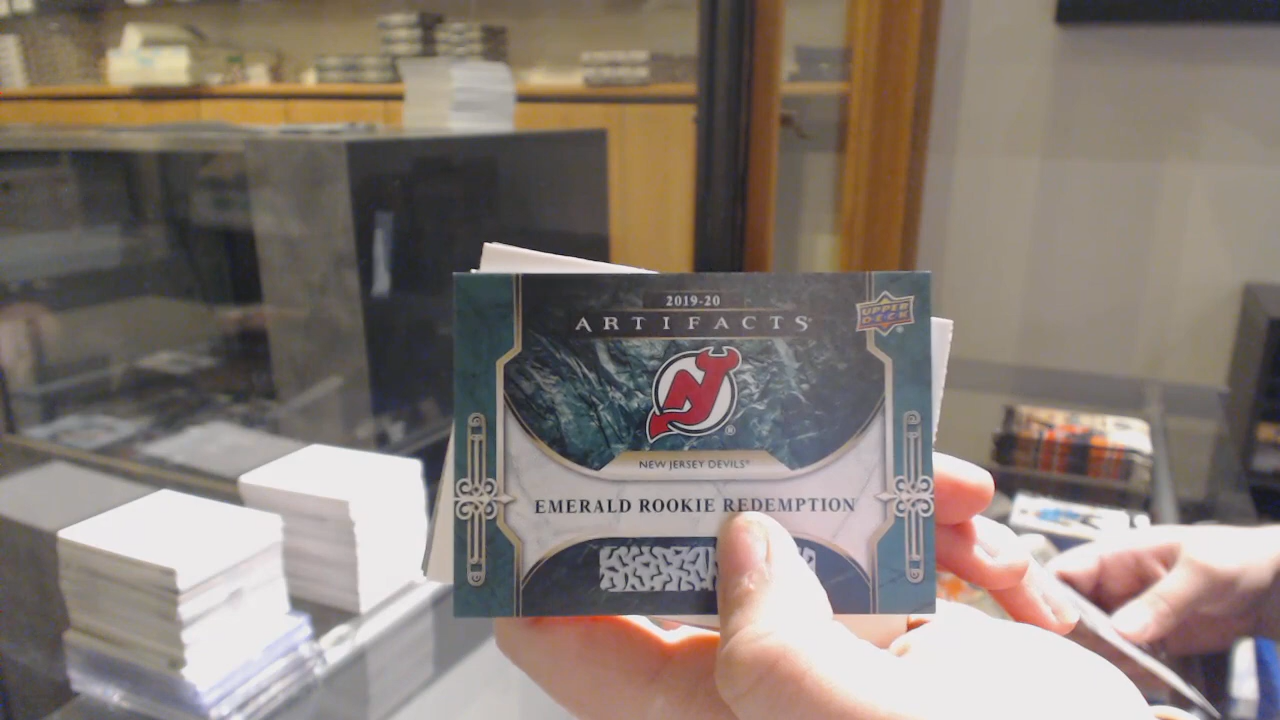 2019-20
ARTIFACTS
UPPER
DECK
NEW JERSEY DEVILS®
EMERALD ROOKIE REDEMPTION